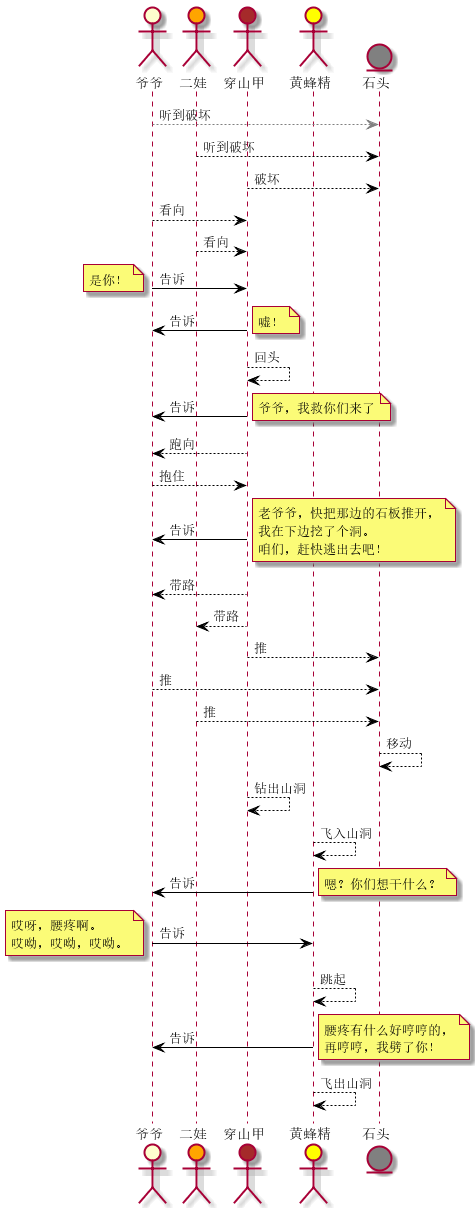 爷爷 二娃 穿山甲 黄蜂精 石头
听到破坏
听到破坏
破坏
看向
看向
是你！ 告诉
告诉 嘘！
回头
告诉 爷爷，我救你们来了
跑向
抱住
老爷爷，快把那边的石板推开，
告诉 我在下边挖了个洞。
咱们，赶快逃出去吧！
带路
带路
推
推
推
移动
钻出山洞
飞入山洞
告诉 嗯？你们想干什么？
哎呀，腰疼啊。 告诉
哎呦，哎呦，哎呦。
跳起
告诉 腰疼有什么好哼哼的，
再哼哼，我劈了你！
飞出山洞
爷爷 二娃 穿山甲 黄蜂精 石头